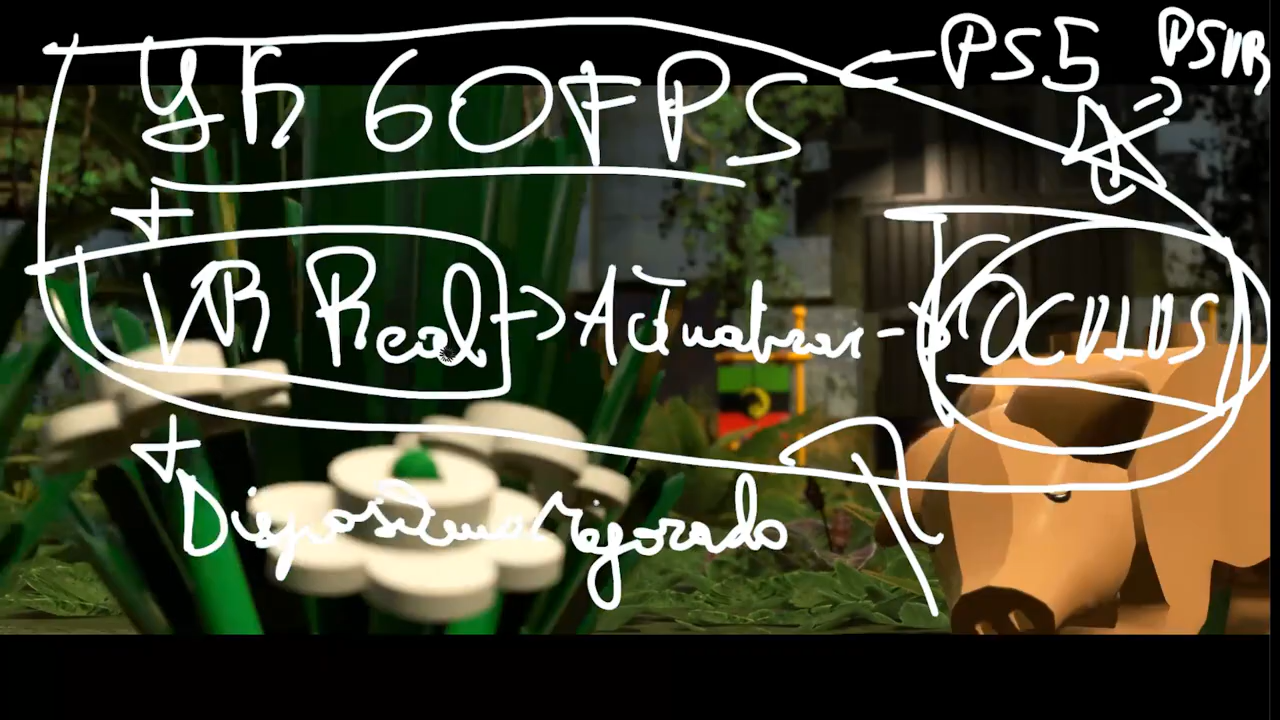 PS5 PSVR
4K 60FPS
VR Real → Actualizar → OCULUS
Dispositivo Mejorado